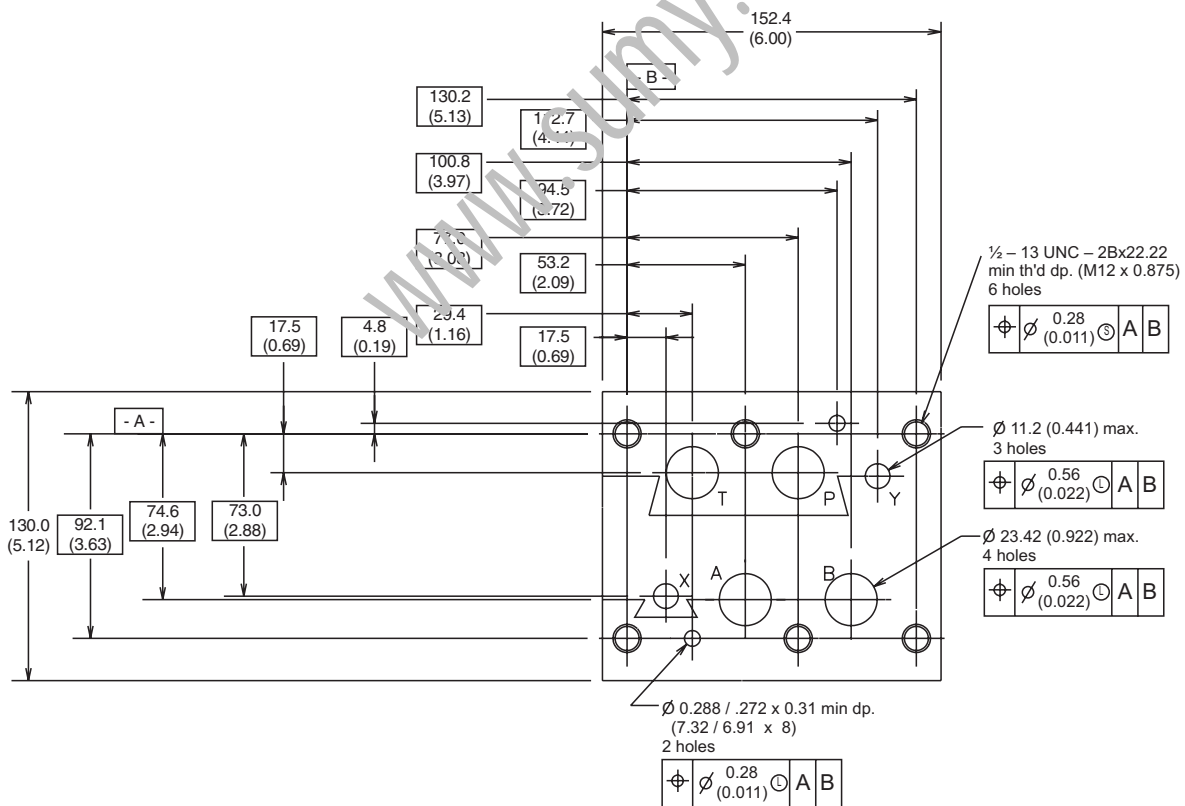 152.4
(6.00)
- B -
130.2
(5.13)
100.8
(3.97)
53.2
(2.09)
(1.16)
17.5
(0.69)
17.5
(0.69)
4.8
(0.19)
- A -
130.0
(5.12)
92.1
(3.63)
74.6
(2.94)
73.0
(2.88)
T
P
Y
X
A
B
½ – 13 UNC – 2Bx22.22
min th'd dp. (M12 x 0.875)
6 holes
⌖ Ø 0.28 (0.011) Ⓢ A B
Ø 11.2 (0.441) max.
3 holes
⌖ Ø 0.56 (0.022) Ⓛ A B
Ø 23.42 (0.922) max.
4 holes
⌖ Ø 0.56 (0.022) Ⓛ A B
Ø 0.288 / .272 x 0.31 min dp.
(7.32 / 6.91 x 8)
2 holes
⌖ Ø 0.28 (0.011) Ⓛ A B
www.sumy.